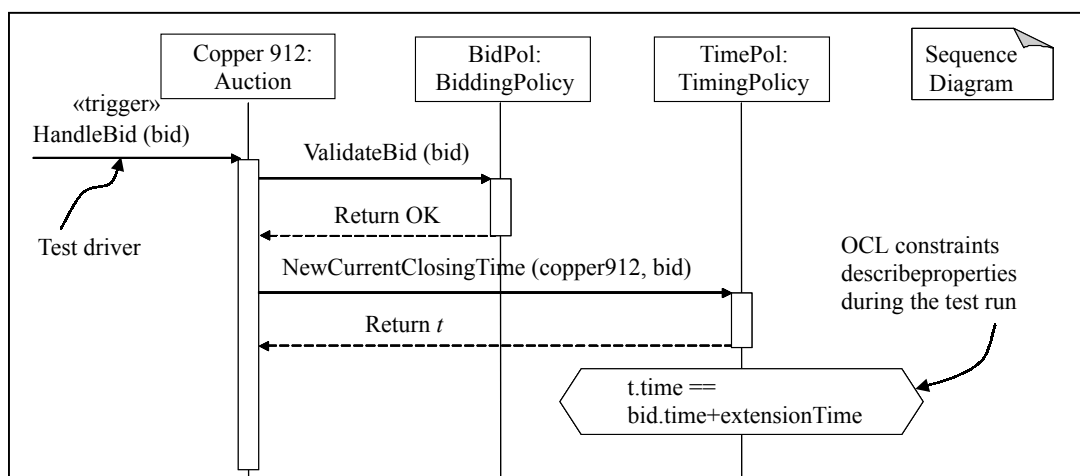 Copper 912:
Auction
BidPol:
BiddingPolicy
TimePol:
TimingPolicy
Sequence
Diagram
«trigger»
HandleBid (bid)
ValidateBid (bid)
Return OK
Test driver
NewCurrentClosingTime (copper912, bid)
OCL constraints
describeproperties
during the test run
Return t
t.time ==
bid.time+extensionTime